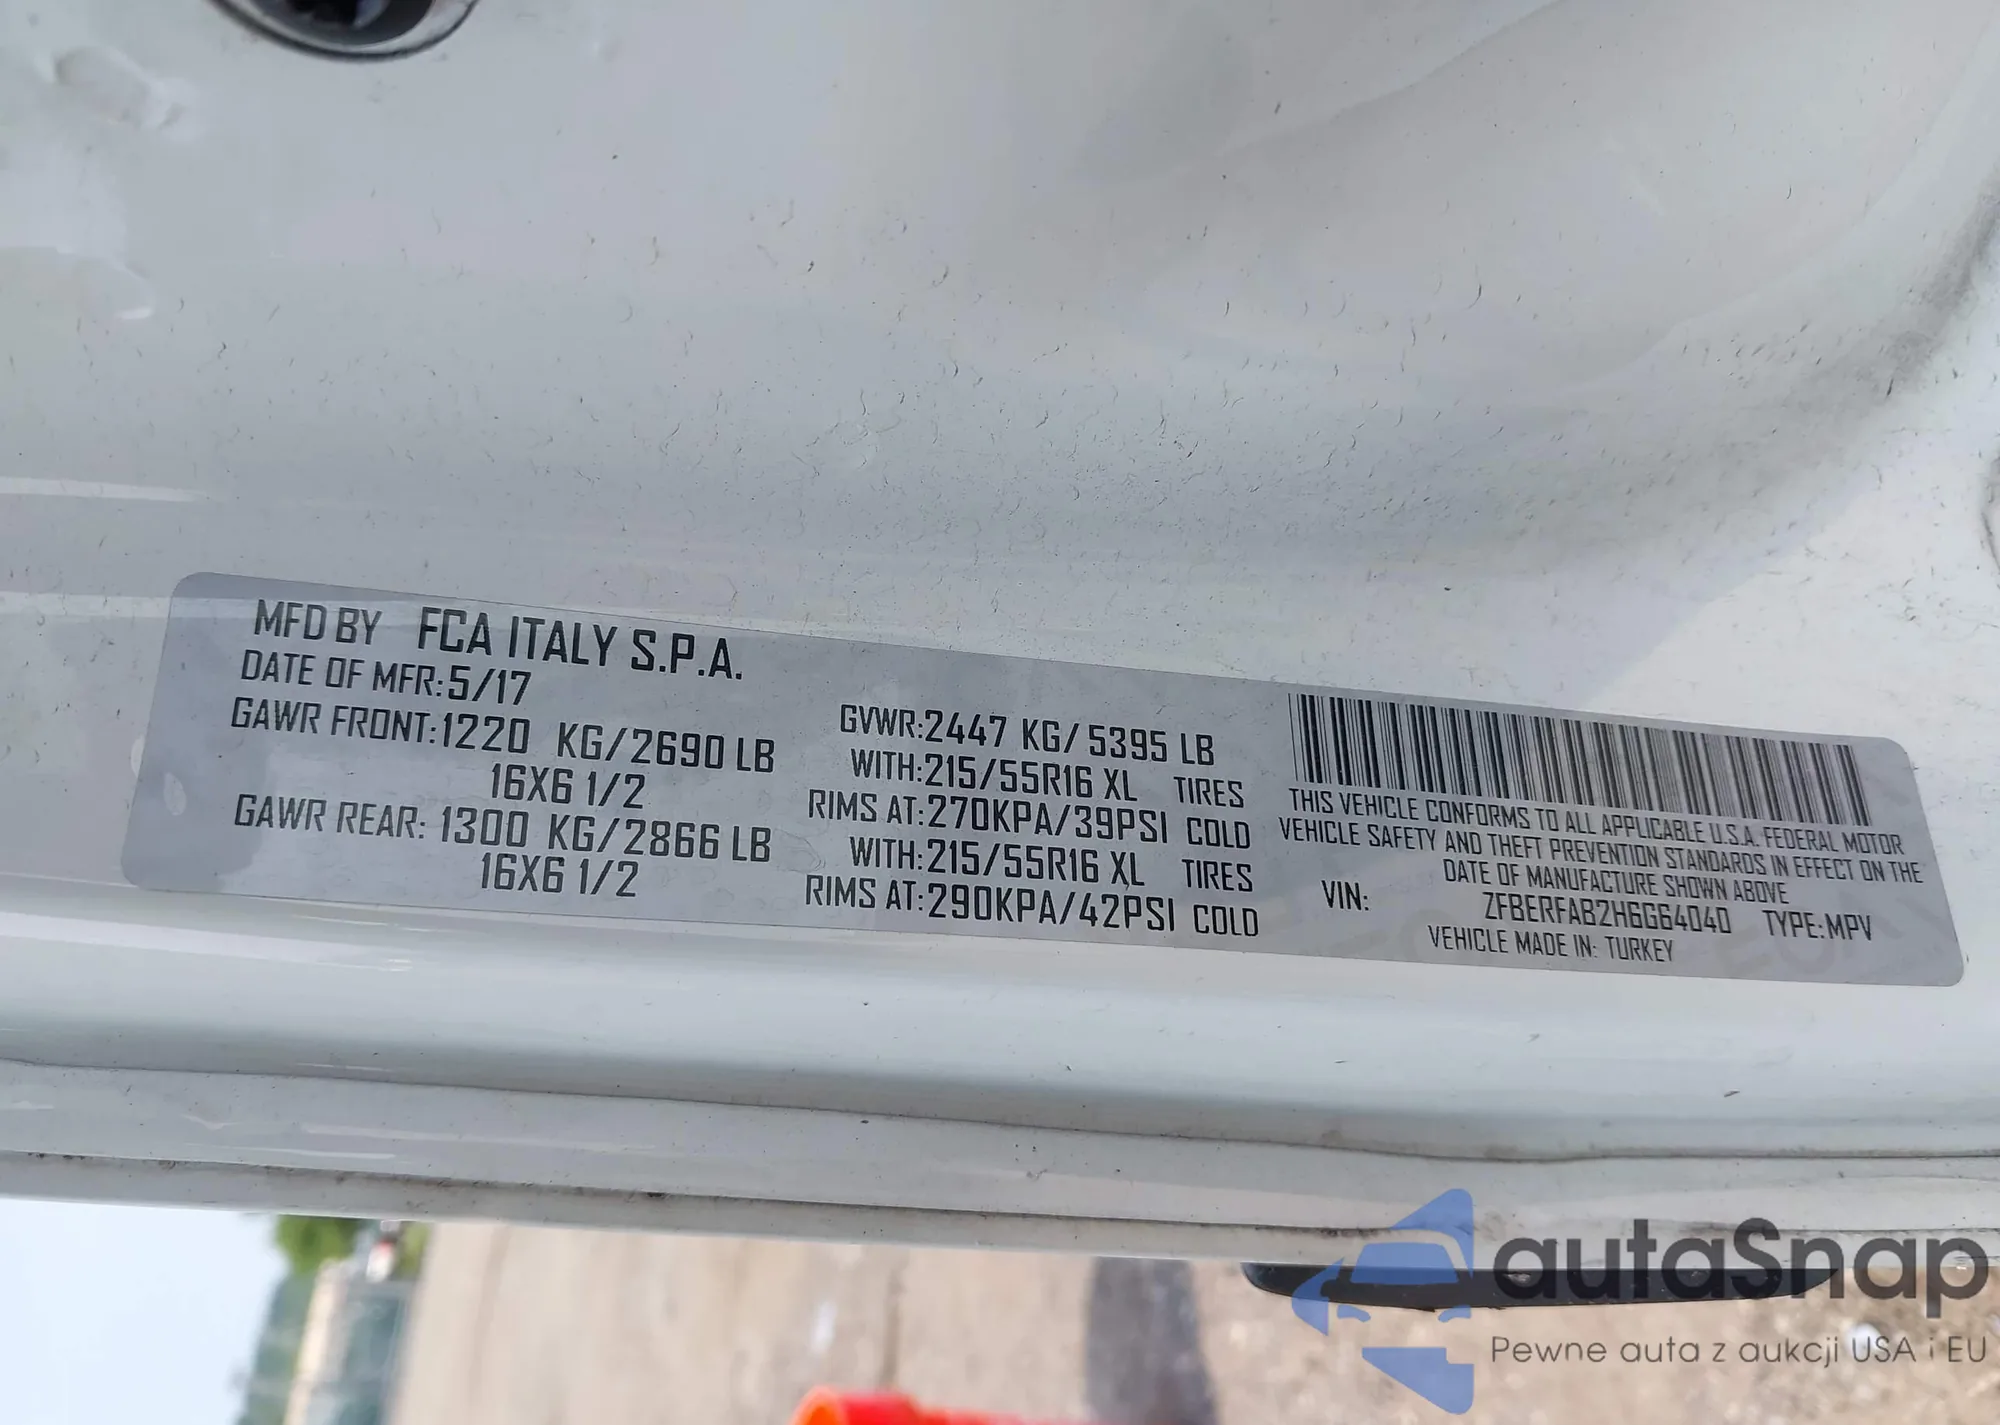 MFD BY FCA ITALY S.P.A.
DATE OF MFR:5/17
GAWR FRONT:1220 KG/2690 LB
16X6 1/2
GAWR REAR: 1300 KG/2866 LB
16X6 1/2
GVWR:2447 KG/5395 LB
WITH:215/55R16 XL TIRES
RIMS AT:270KPA/39PSI COLD
WITH:215/55R16 XL TIRES
RIMS AT:290KPA/42PSI COLD
THIS VEHICLE CONFORMS TO ALL APPLICABLE U.S.A. FEDERAL MOTOR
VEHICLE SAFETY AND THEFT PREVENTION STANDARDS IN EFFECT ON THE
DATE OF MANUFACTURE SHOWN ABOVE
VIN: ZFBERFAB2H6G64040 TYPE:MPV
VEHICLE MADE IN: TURKEY
autaSnap
Pewne auta z aukcji USA i EU